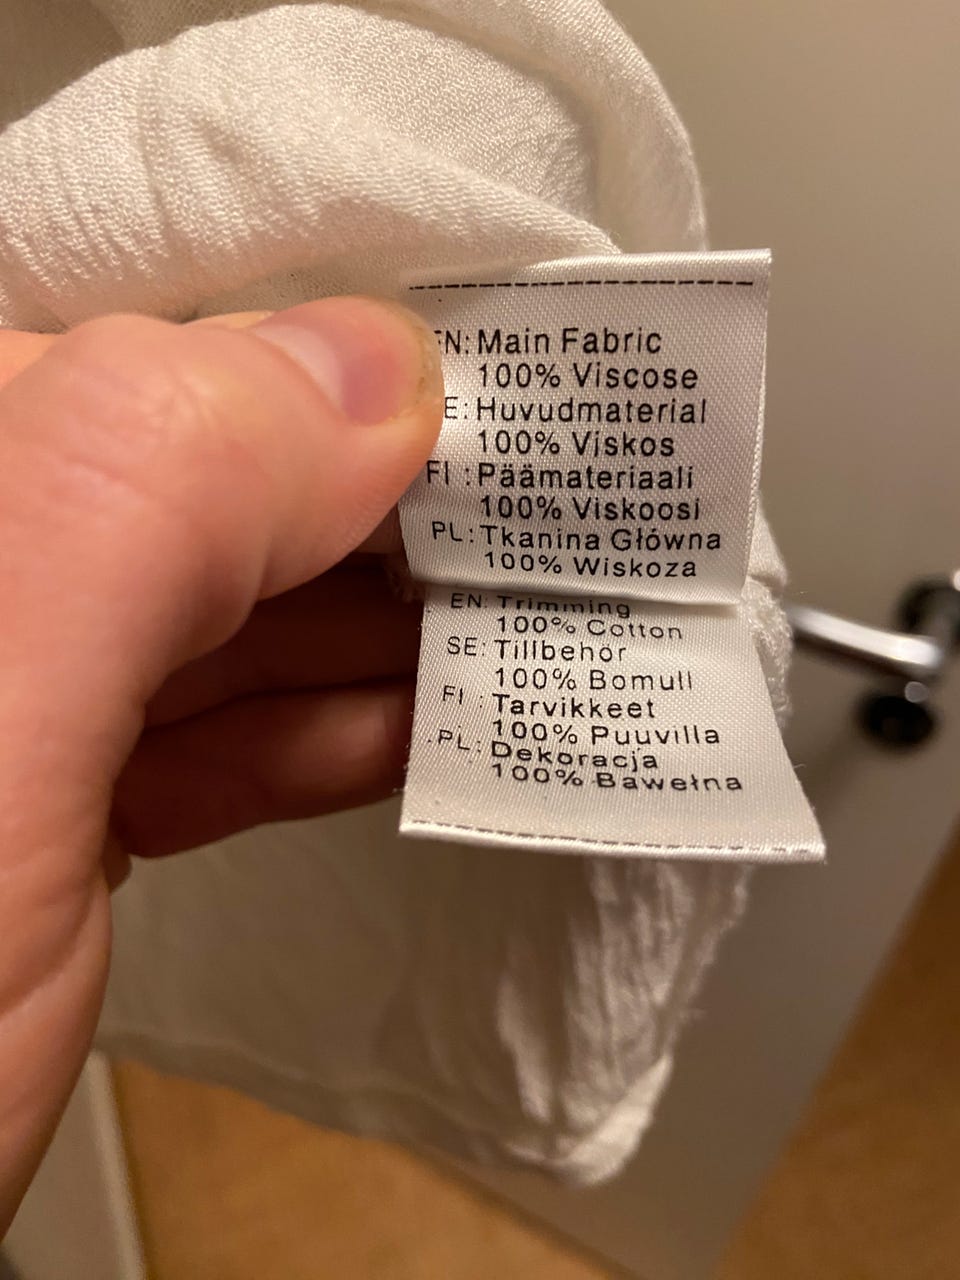 EN: Main Fabric
100% Viscose
SE: Huvudmaterial
100% Viskos
FI : Päämateriaali
100% Viskoosi
PL: Tkanina Główna
100% Wiskoza
EN: Trimming
100% Cotton
SE: Tillbehör
100% Bomull
FI : Tarvikkeet
100% Puuvilla
PL: Dekoracja
100% Bawełna